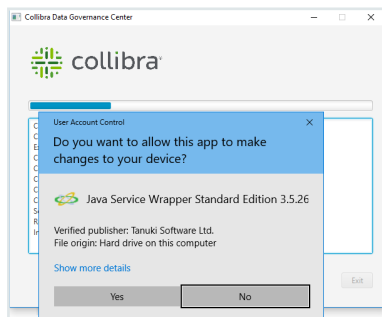 Collibra Data Governance Center
collibra
User Account Control
Do you want to allow this app to make
changes to your device?
Java Service Wrapper Standard Edition 3.5.26
Verified publisher: Tanuki Software Ltd.
File origin: Hard drive on this computer
Show more details
Yes
No
Exit